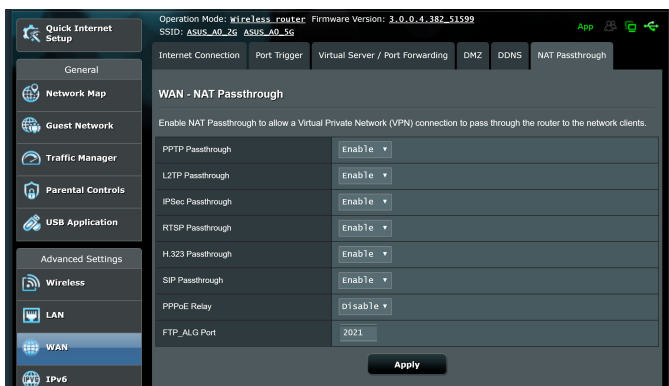 Quick Internet
Setup
Operation Mode: Wireless router Firmware Version: 3.0.0.4.382_51599
SSID: ASUS_A0_2G ASUS_A0_5G
App
Internet Connection Port Trigger Virtual Server / Port Forwarding DMZ DDNS NAT Passthrough
General
Network Map
Guest Network
Traffic Manager
Parental Controls
USB Application
Advanced Settings
Wireless
LAN
WAN
IPv6
WAN - NAT Passthrough
Enable NAT Passthrough to allow a Virtual Private Network (VPN) connection to pass through the router to the network clients.
PPTP Passthrough Enable
L2TP Passthrough Enable
IPSec Passthrough Enable
RTSP Passthrough Enable
H.323 Passthrough Enable
SIP Passthrough Enable
PPPoE Relay Disable
FTP_ALG Port 2021
Apply